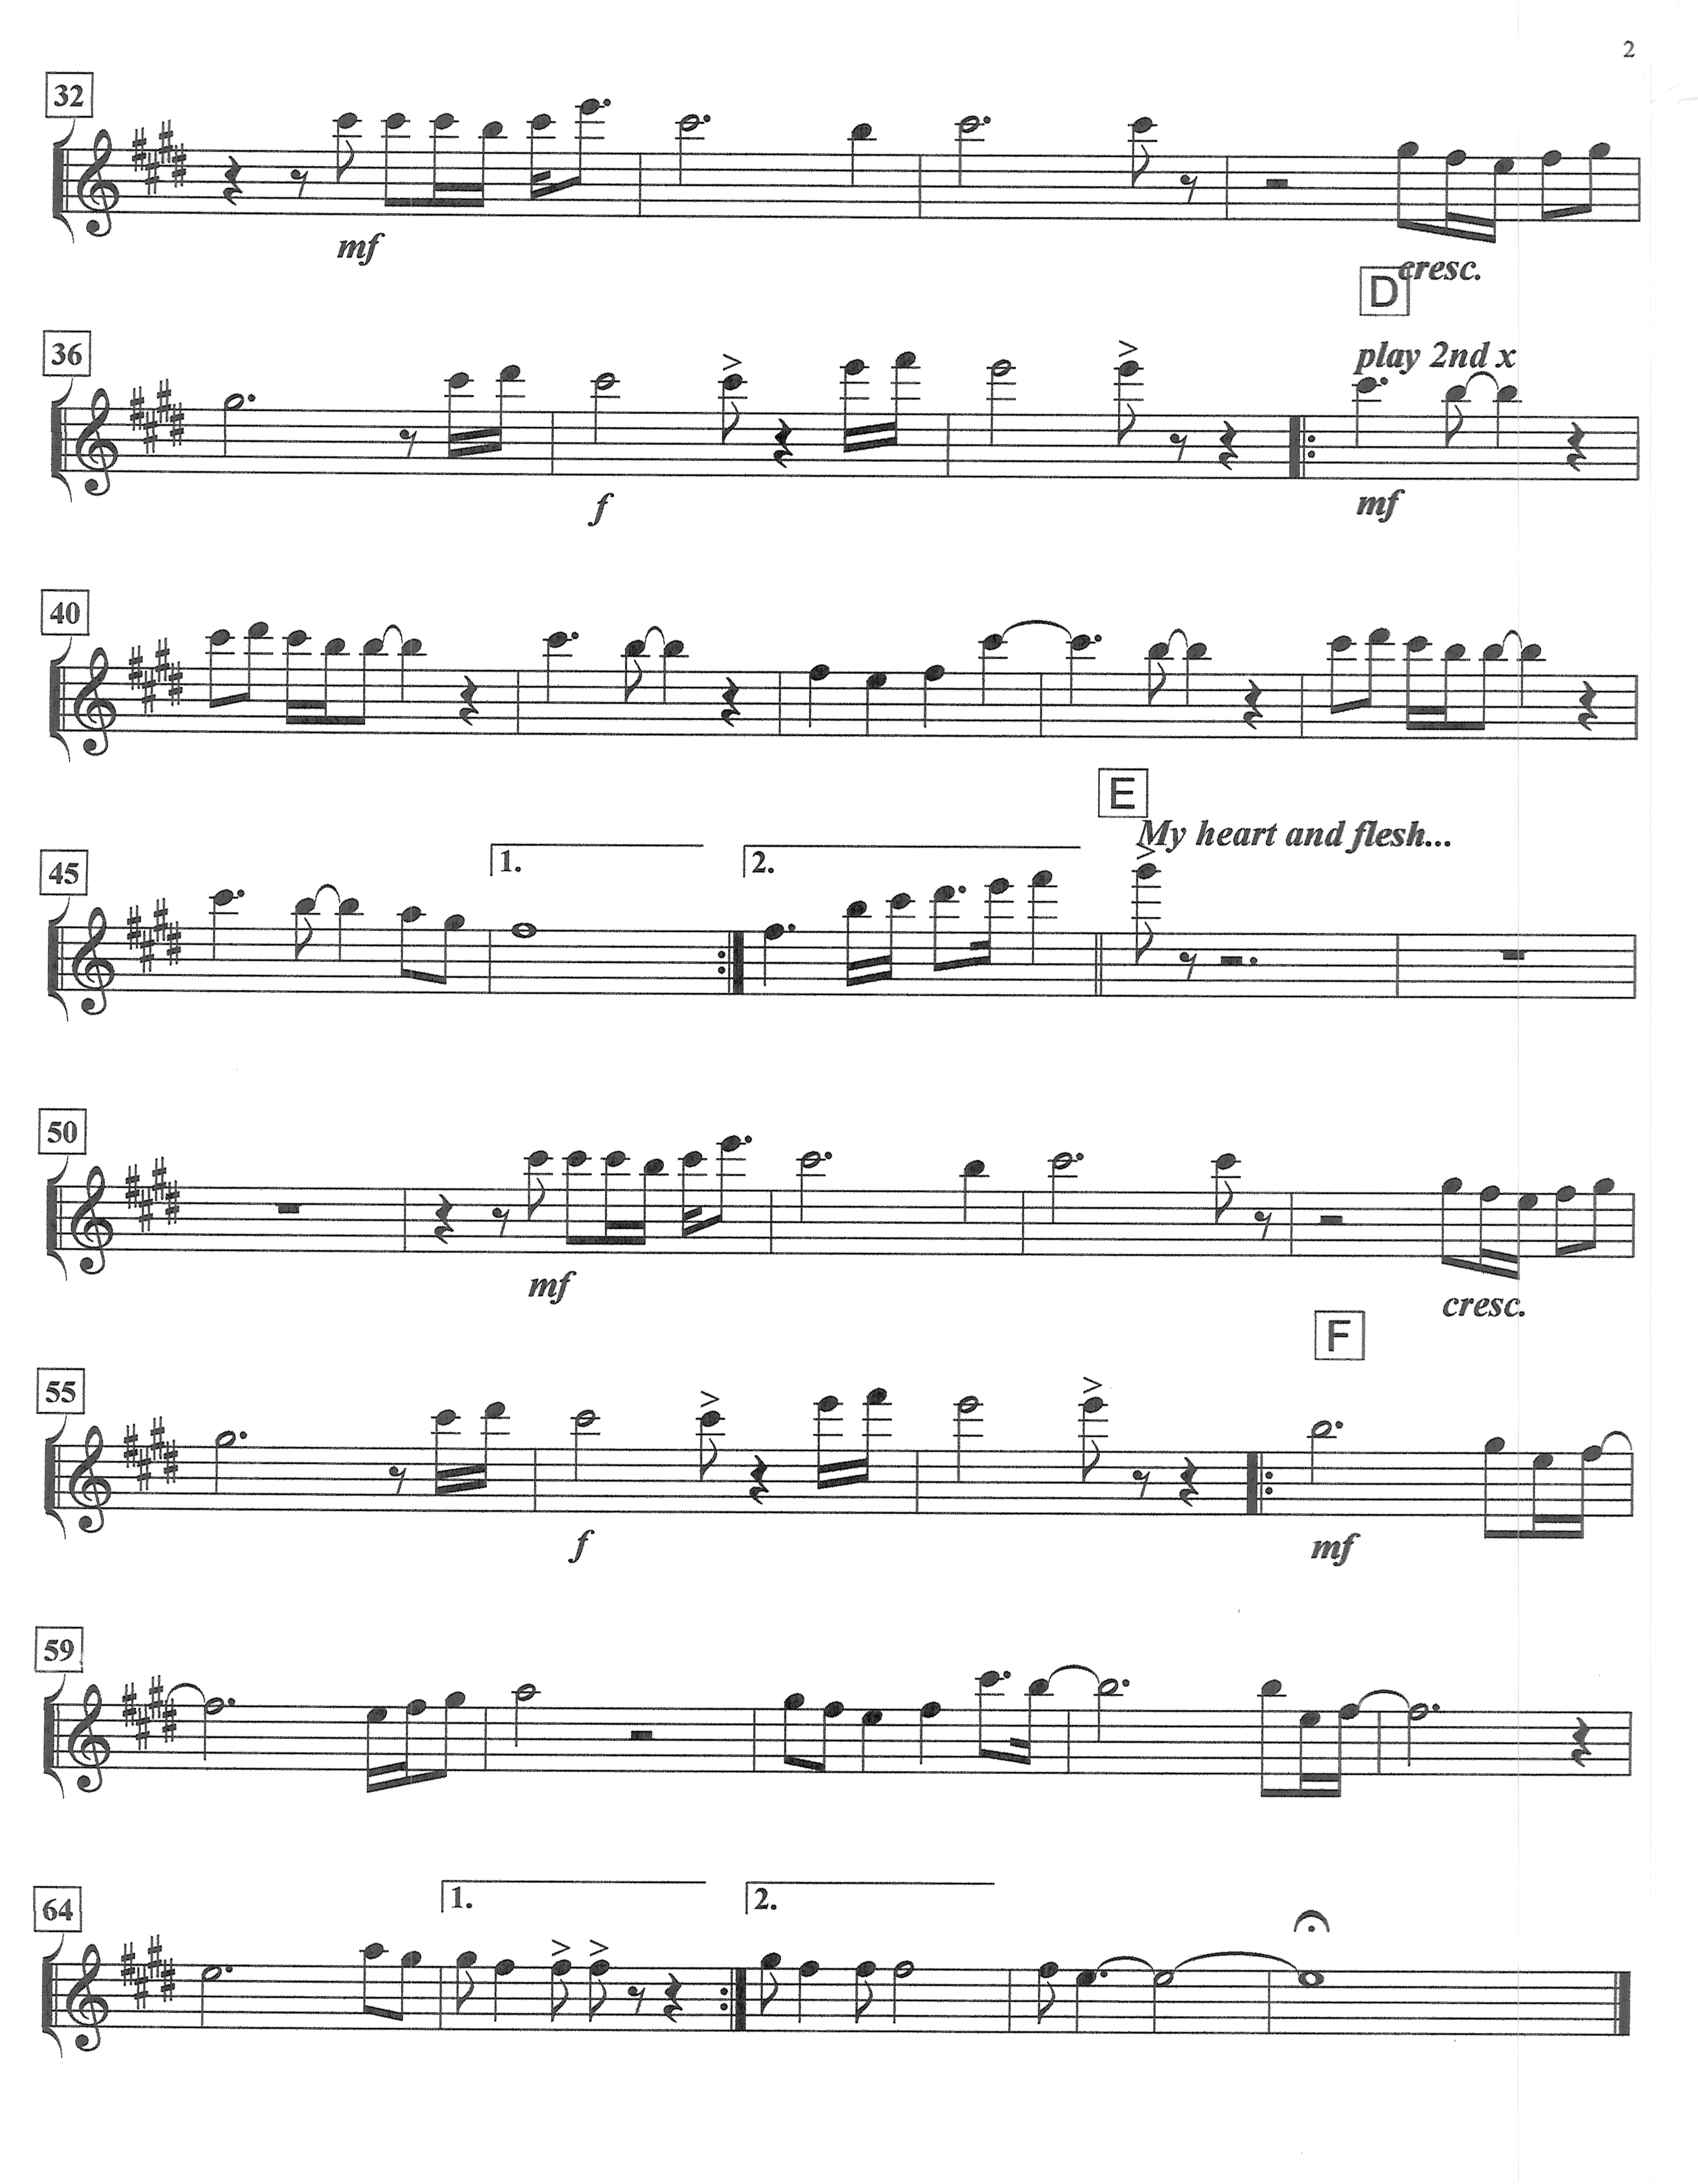 2
32
mf
cresc.
D
36
play 2nd x
f
mf
40
E
My heart and flesh...
45
1.
2.
50
mf
cresc.
F
55
f
mf
59
64
1.
2.